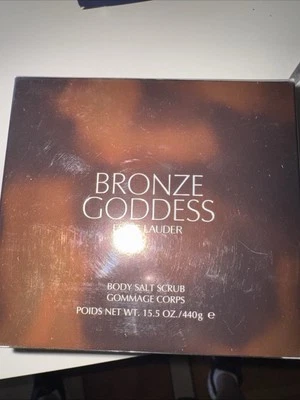 BRONZE
GODDESS
LAUDER
BODY SALT SCRUB
GOMMAGE CORPS
POIDS NET WT. 15.5 OZ./440g ℮